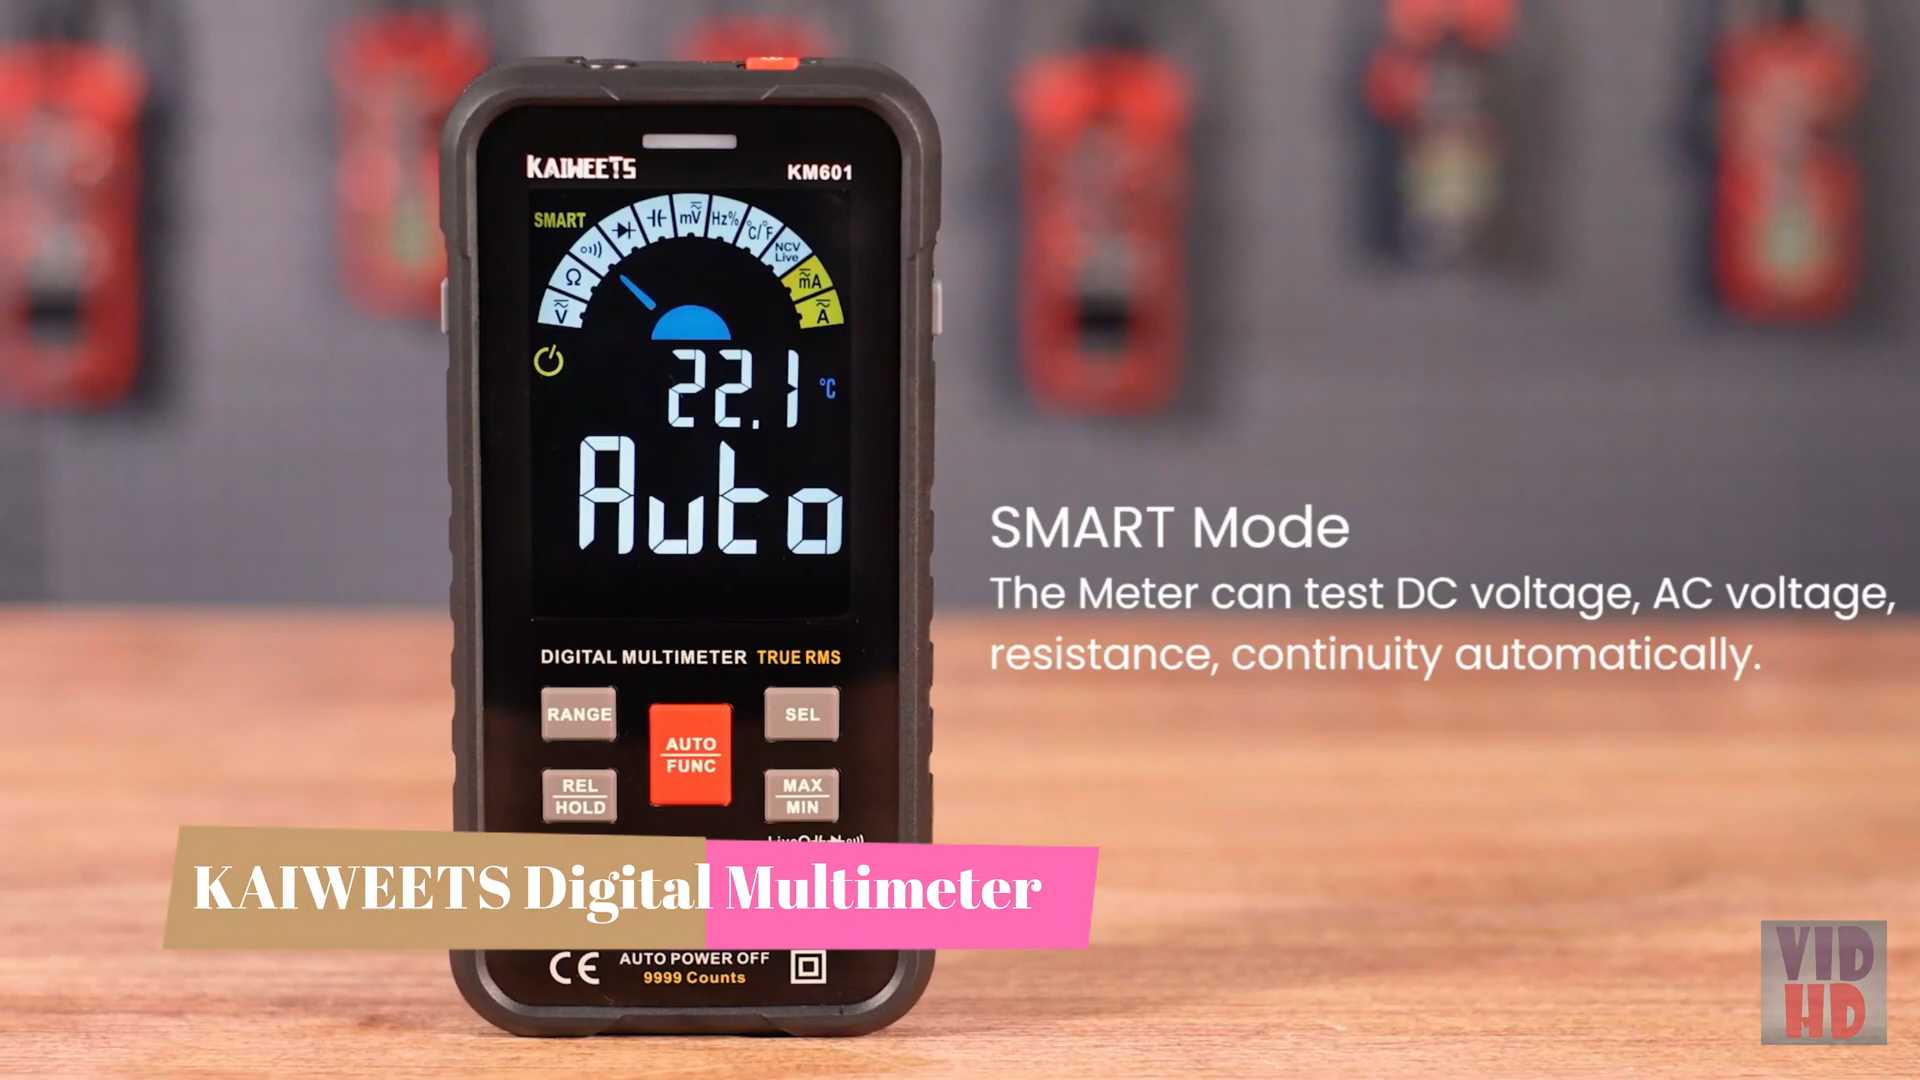 KAIWEETS
KM601
SMART
V
Ω
mV
Hz%
°C/°F
NCV
Live
mA
A
22.1 °C
Auto
DIGITAL MULTIMETER TRUE RMS
RANGE
SEL
AUTO
FUNC
REL
HOLD
MAX
MIN
SMART Mode
The Meter can test DC voltage, AC voltage,
resistance, continuity automatically.
KAIWEETS Digital Multimeter
CE
AUTO POWER OFF
9999 Counts
VID
HD